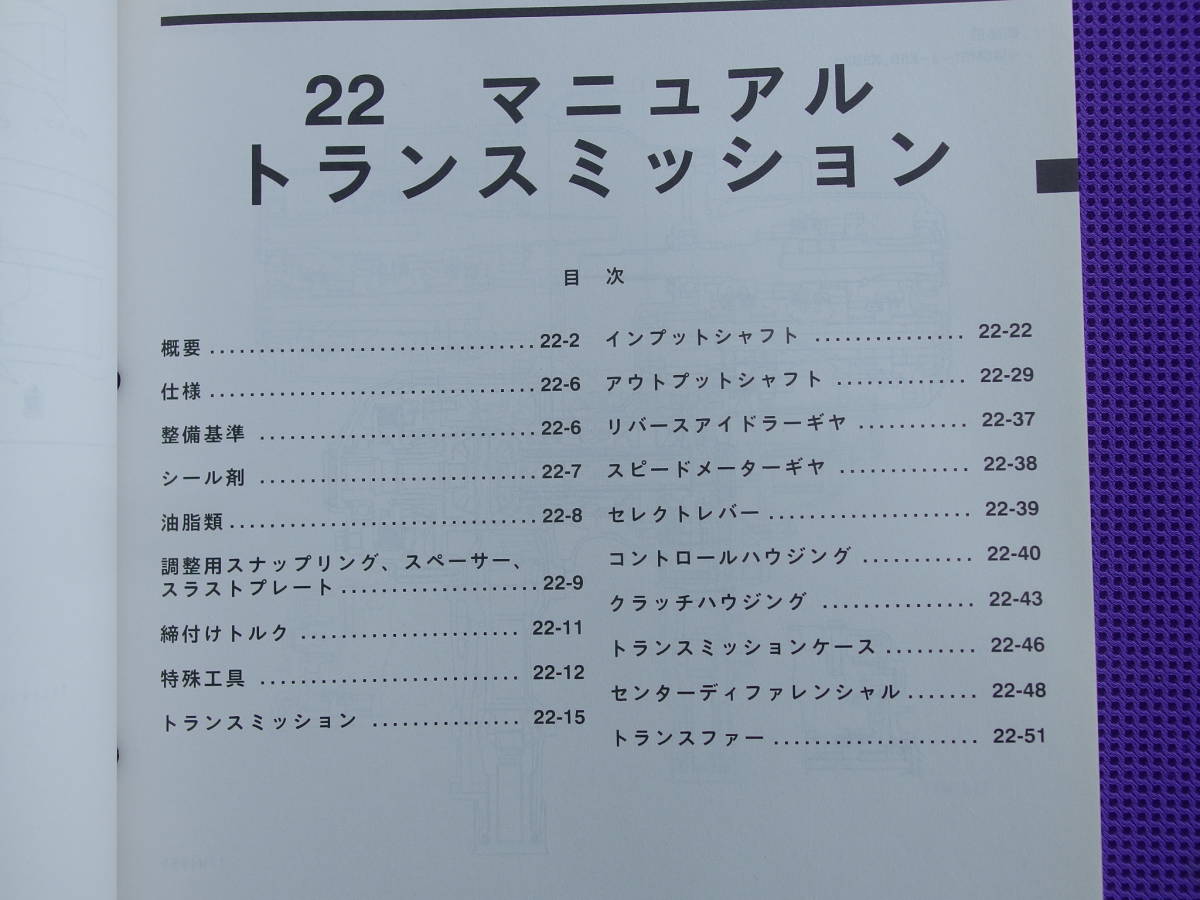 22 マニュアル
トランスミッション
目 次
概要 ................................ 22-2
仕様 ................................ 22-6
整備基準 ............................ 22-6
シール剤 ............................ 22-7
油脂類 ............................... 22-8
調整用スナップリング、スペーサー、
スラストプレート .................... 22-9
締付けトルク ...................... 22-11
特殊工具 .......................... 22-12
トランスミッション ............... 22-15
インプットシャフト ............... 22-22
アウトプットシャフト ............. 22-29
リバースアイドラーギヤ ........... 22-37
スピードメーターギヤ ............. 22-38
セレクトレバー ..................... 22-39
コントロールハウジング ........... 22-40
クラッチハウジング ............... 22-43
トランスミッションケース ......... 22-46
センターディファレンシャル ....... 22-48
トランスファー ..................... 22-51